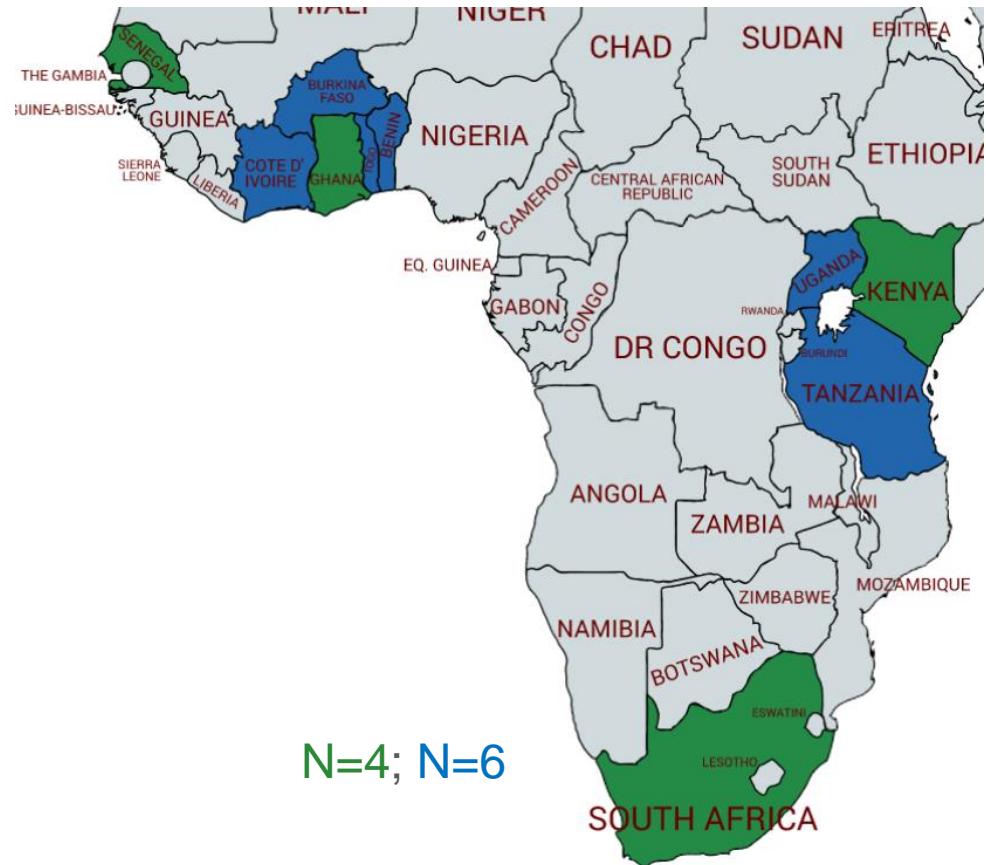 MALI
NIGER
CHAD
SUDAN
ERITREA
SENEGAL
THE GAMBIA
GUINEA-BISSAU
GUINEA
SIERRA
LEONE
LIBERIA
BURKINA
FASO
COTE D'
IVOIRE
GHANA
TOGO
BENIN
NIGERIA
CAMEROON
CENTRAL AFRICAN
REPUBLIC
SOUTH
SUDAN
ETHIOPIA
EQ. GUINEA
GABON
CONGO
DR CONGO
UGANDA
KENYA
RWANDA
BURUNDI
TANZANIA
ANGOLA
ZAMBIA
MALAWI
MOZAMBIQUE
ZIMBABWE
NAMIBIA
BOTSWANA
ESWATINI
LESOTHO
SOUTH AFRICA
N=4; N=6